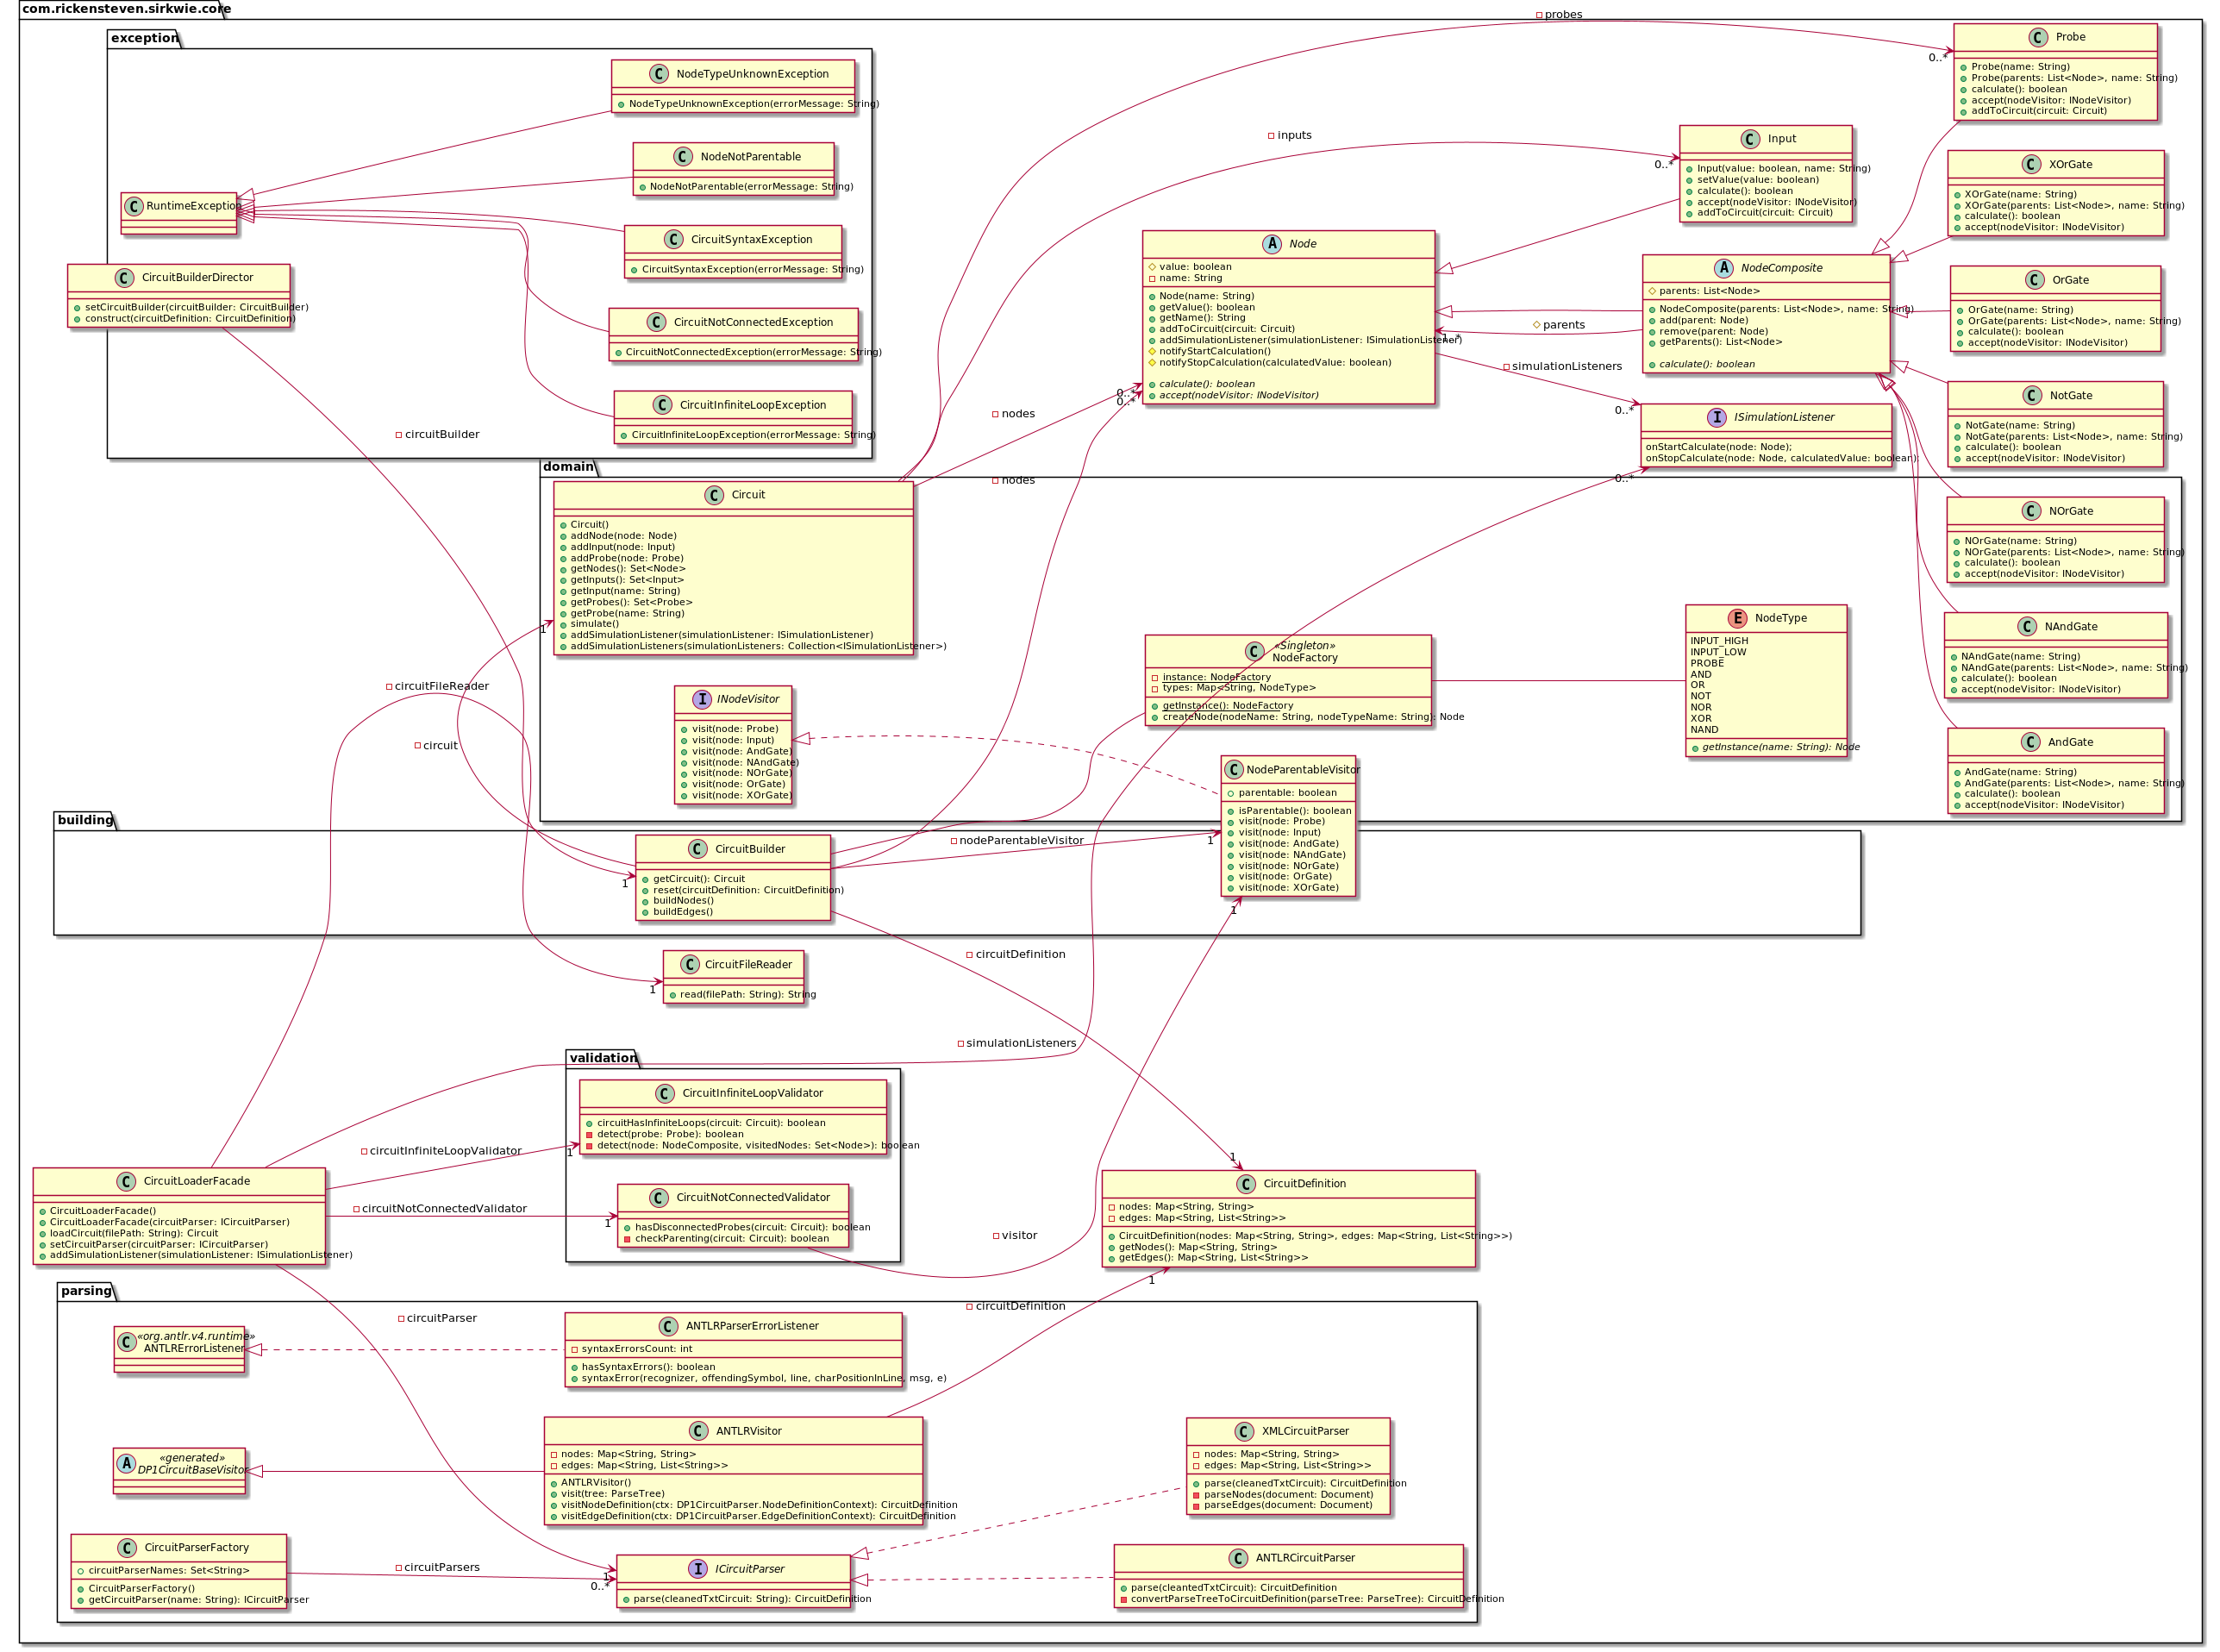 com.rickensteven.sirkwie.core
exception
NodeTypeUnknownException
NodeTypeUnknownException(errorMessage: String)
NodeNotParentable
NodeNotParentable(errorMessage: String)
RuntimeException
CircuitSyntaxException
CircuitSyntaxException(errorMessage: String)
CircuitNotConnectedException
CircuitNotConnectedException(errorMessage: String)
CircuitInfiniteLoopException
CircuitInfiniteLoopException(errorMessage: String)
CircuitBuilderDirector
setCircuitBuilder(circuitBuilder: CircuitBuilder)
construct(circuitDefinition: CircuitDefinition)
circuitBuilder
probes
0..*
inputs
0..*
nodes
0..*
nodes
0..*
Probe
Probe(name: String)
Probe(parents: List<Node>, name: String)
calculate(): boolean
accept(nodeVisitor: INodeVisitor)
addToCircuit(circuit: Circuit)
Input
Input(value: boolean, name: String)
setValue(value: boolean)
calculate(): boolean
accept(nodeVisitor: INodeVisitor)
addToCircuit(circuit: Circuit)
XOrGate
XOrGate(name: String)
XOrGate(parents: List<Node>, name: String)
calculate(): boolean
accept(nodeVisitor: INodeVisitor)
Node
value: boolean
name: String
Node(name: String)
getValue(): boolean
getName(): String
addToCircuit(circuit: Circuit)
addSimulationListener(simulationListener: ISimulationListener)
notifyStartCalculation()
notifyStopCalculation(calculatedValue: boolean)
calculate(): boolean
accept(nodeVisitor: INodeVisitor)
parents
1..*
simulationListeners
0..*
NodeComposite
parents: List<Node>
NodeComposite(parents: List<Node>, name: String)
add(parent: Node)
remove(parent: Node)
getParents(): List<Node>
calculate(): boolean
OrGate
OrGate(name: String)
OrGate(parents: List<Node>, name: String)
calculate(): boolean
accept(nodeVisitor: INodeVisitor)
NotGate
NotGate(name: String)
NotGate(parents: List<Node>, name: String)
calculate(): boolean
accept(nodeVisitor: INodeVisitor)
ISimulationListener
onStartCalculate(node: Node);
onStopCalculate(node: Node, calculatedValue: boolean);
0..*
domain
Circuit
Circuit()
addNode(node: Node)
addInput(node: Input)
addProbe(node: Probe)
getNodes(): Set<Node>
getInputs(): Set<Input>
getInput(name: String)
getProbes(): Set<Probe>
getProbe(name: String)
simulate()
addSimulationListener(simulationListener: ISimulationListener)
addSimulationListeners(simulationListeners: Collection<ISimulationListener>)
1
NOrGate
NOrGate(name: String)
NOrGate(parents: List<Node>, name: String)
calculate(): boolean
accept(nodeVisitor: INodeVisitor)
NAndGate
NAndGate(name: String)
NAndGate(parents: List<Node>, name: String)
calculate(): boolean
accept(nodeVisitor: INodeVisitor)
AndGate
AndGate(name: String)
AndGate(parents: List<Node>, name: String)
calculate(): boolean
accept(nodeVisitor: INodeVisitor)
«Singleton»
NodeFactory
instance: NodeFactory
types: Map<String, NodeType>
getInstance(): NodeFactory
createNode(nodeName: String, nodeTypeName: String): Node
NodeType
INPUT_HIGH
INPUT_LOW
PROBE
AND
OR
NOT
NOR
XOR
NAND
getInstance(name: String): Node
INodeVisitor
visit(node: Probe)
visit(node: Input)
visit(node: AndGate)
visit(node: NAndGate)
visit(node: NOrGate)
visit(node: OrGate)
visit(node: XOrGate)
NodeParentableVisitor
parentable: boolean
isParentable(): boolean
visit(node: Probe)
visit(node: Input)
visit(node: AndGate)
visit(node: NAndGate)
visit(node: NOrGate)
visit(node: OrGate)
visit(node: XOrGate)
circuitFileReader
circuit
building
CircuitBuilder
getCircuit(): Circuit
reset(circuitDefinition: CircuitDefinition)
buildNodes()
buildEdges()
1
nodeParentableVisitor
1
1
circuitDefinition
1
CircuitFileReader
read(filePath: String): String
1
simulationListeners
validation
CircuitInfiniteLoopValidator
circuitHasInfiniteLoops(circuit: Circuit): boolean
detect(probe: Probe): boolean
detect(node: NodeComposite, visitedNodes: Set<Node>): boolean
circuitInfiniteLoopValidator
1
CircuitNotConnectedValidator
hasDisconnectedProbes(circuit: Circuit): boolean
checkParenting(circuit: Circuit): boolean
circuitNotConnectedValidator
1
visitor
CircuitLoaderFacade
CircuitLoaderFacade()
CircuitLoaderFacade(circuitParser: ICircuitParser)
loadCircuit(filePath: String): Circuit
setCircuitParser(circuitParser: ICircuitParser)
addSimulationListener(simulationListener: ISimulationListener)
CircuitDefinition
nodes: Map<String, String>
edges: Map<String, List<String>>
CircuitDefinition(nodes: Map<String, String>, edges: Map<String, List<String>>)
getNodes(): Map<String, String>
getEdges(): Map<String, List<String>>
1
circuitDefinition
parsing
circuitParser
«org.antlr.v4.runtime»
ANTLRErrorListener
ANTLRParserErrorListener
syntaxErrorsCount: int
hasSyntaxErrors(): boolean
syntaxError(recognizer, offendingSymbol, line, charPositionInLine, msg, e)
«generated»
DP1CircuitBaseVisitor
ANTLRVisitor
nodes: Map<String, String>
edges: Map<String, List<String>>
ANTLRVisitor()
visit(tree: ParseTree)
visitNodeDefinition(ctx: DP1CircuitParser.NodeDefinitionContext): CircuitDefinition
visitEdgeDefinition(ctx: DP1CircuitParser.EdgeDefinitionContext): CircuitDefinition
XMLCircuitParser
nodes: Map<String, String>
edges: Map<String, List<String>>
parse(cleanedTxtCircuit): CircuitDefinition
parseNodes(document: Document)
parseEdges(document: Document)
CircuitParserFactory
circuitParserNames: Set<String>
CircuitParserFactory()
getCircuitParser(name: String): ICircuitParser
circuitParsers
1
0..*
ICircuitParser
parse(cleanedTxtCircuit: String): CircuitDefinition
ANTLRCircuitParser
parse(cleantedTxtCircuit): CircuitDefinition
convertParseTreeToCircuitDefinition(parseTree: ParseTree): CircuitDefinition